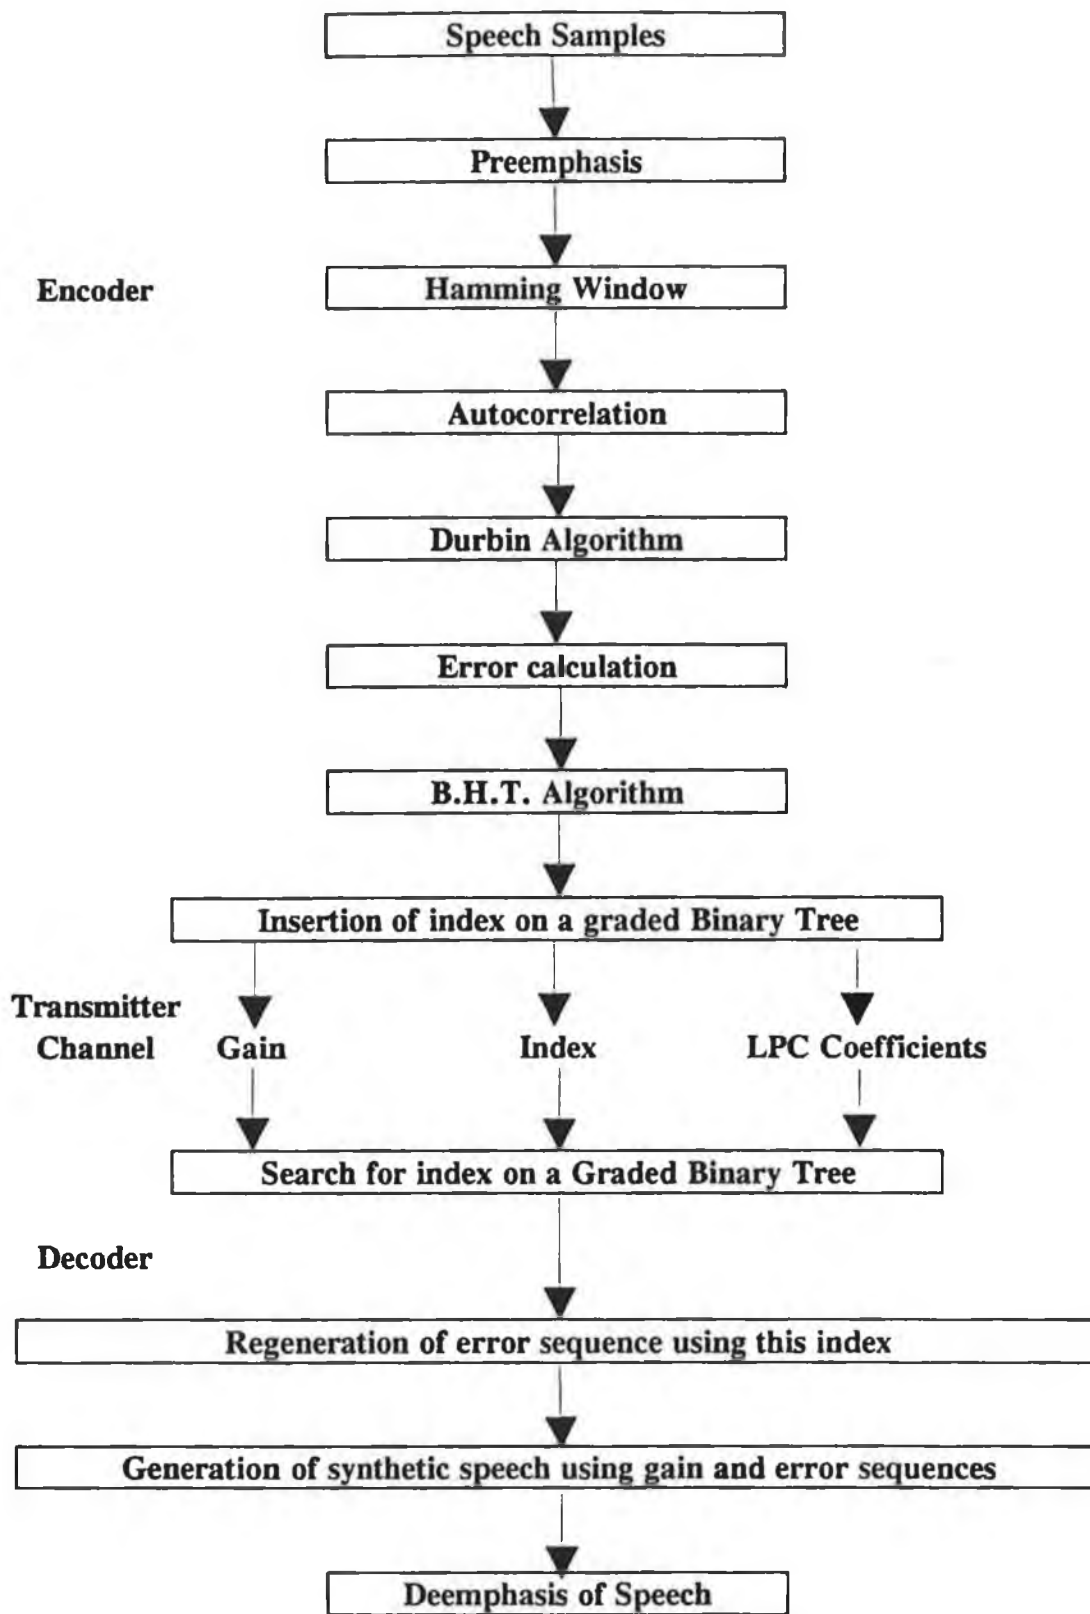 Speech Samples
Preemphasis
Encoder
Hamming Window
Autocorrelation
Durbin Algorithm
Error calculation
B.H.T. Algorithm
Insertion of index on a graded Binary Tree
Transmitter
Channel Gain Index LPC Coefficients
Search for index on a Graded Binary Tree
Decoder
Regeneration of error sequence using this index
Generation of synthetic speech using gain and error sequences
Deemphasis of Speech